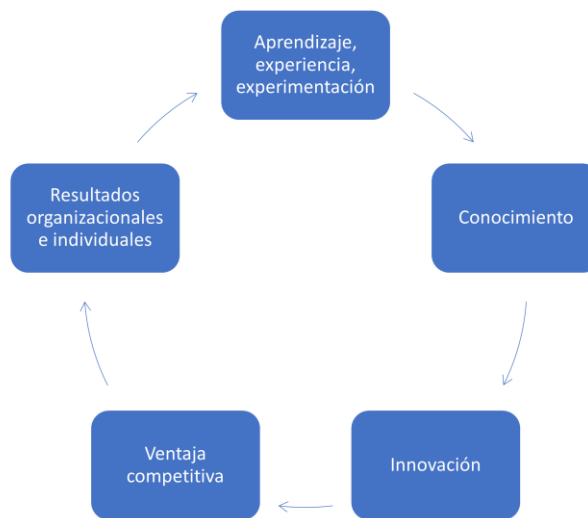 Aprendizaje,
experiencia,
experimentación
Conocimiento
Innovación
Ventaja
competitiva
Resultados
organizacionales
e individuales